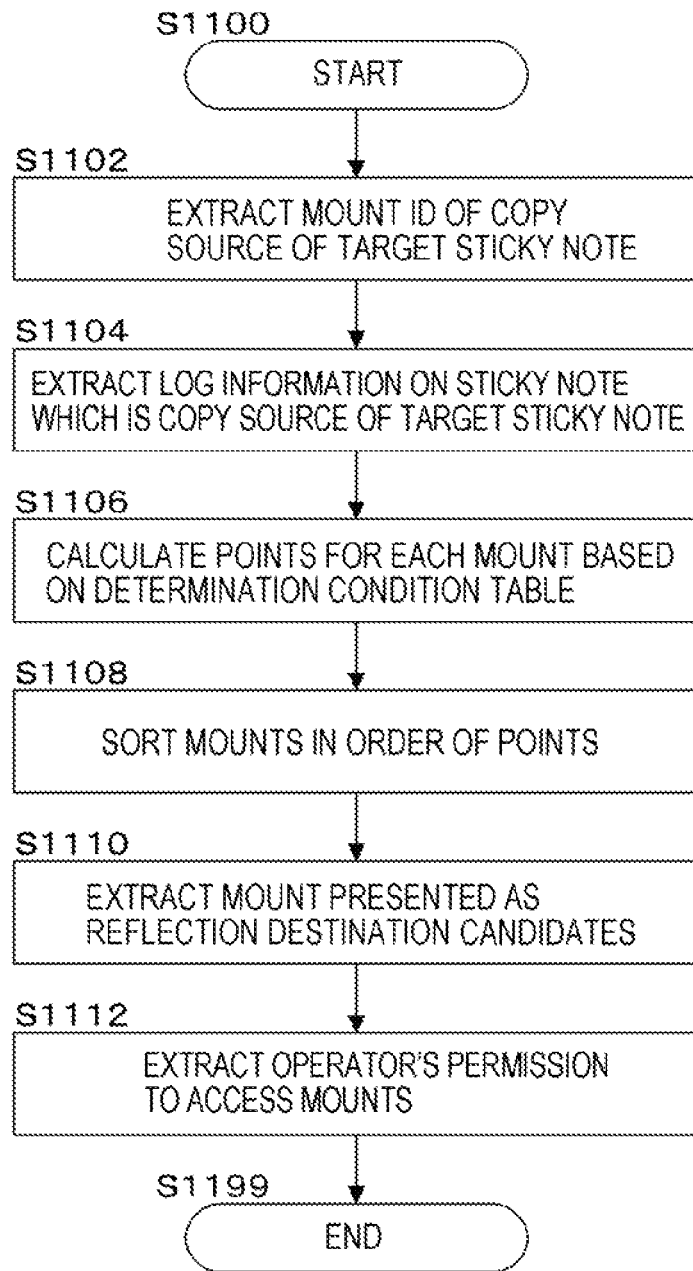 S1100
START
S1102
EXTRACT MOUNT ID OF COPY
SOURCE OF TARGET STICKY NOTE
S1104
EXTRACT LOG INFORMATION ON STICKY NOTE
WHICH IS COPY SOURCE OF TARGET STICKY NOTE
S1106
CALCULATE POINTS FOR EACH MOUNT BASED
ON DETERMINATION CONDITION TABLE
S1108
SORT MOUNTS IN ORDER OF POINTS
S1110
EXTRACT MOUNT PRESENTED AS
REFLECTION DESTINATION CANDIDATES
S1112
EXTRACT OPERATOR'S PERMISSION
TO ACCESS MOUNTS
S1199
END